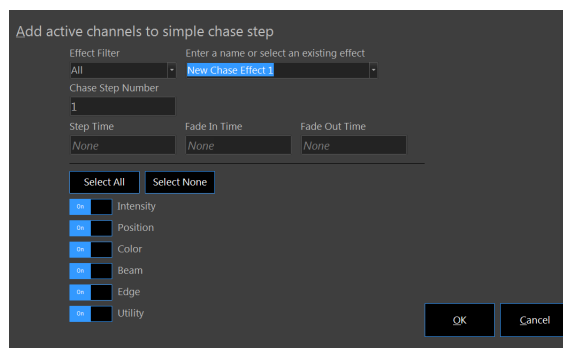 Add active channels to simple chase step
Effect Filter Enter a name or select an existing effect
All New Chase Effect 1
Chase Step Number
1
Step Time Fade In Time Fade Out Time
None None None
Select All Select None
On Intensity
On Position
On Color
On Beam
On Edge
On Utility
OK Cancel